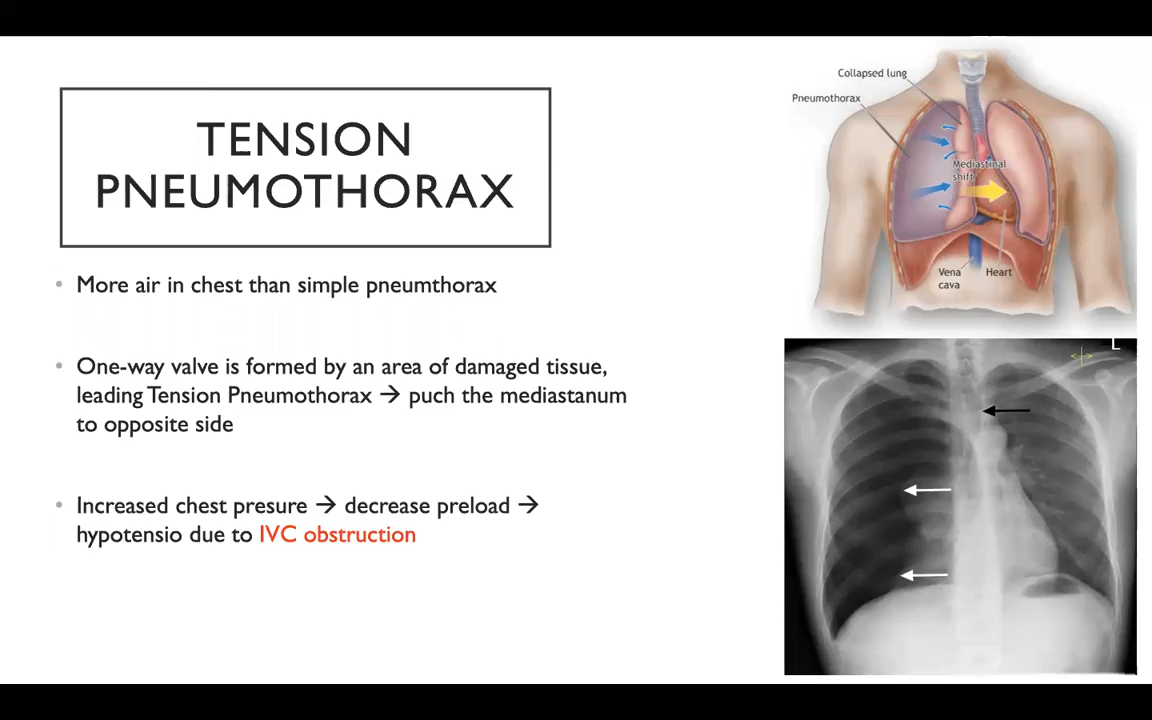 TENSION
PNEUMOTHORAX
• More air in chest than simple pneumthorax
• One-way valve is formed by an area of damaged tissue,
leading Tension Pneumothorax → puch the mediastanum
to opposite side
• Increased chest presure → decrease preload →
hypotensio due to IVC obstruction
Collapsed lung
Pneumothorax
Mediastinal
shift
Vena
cava
Heart
L